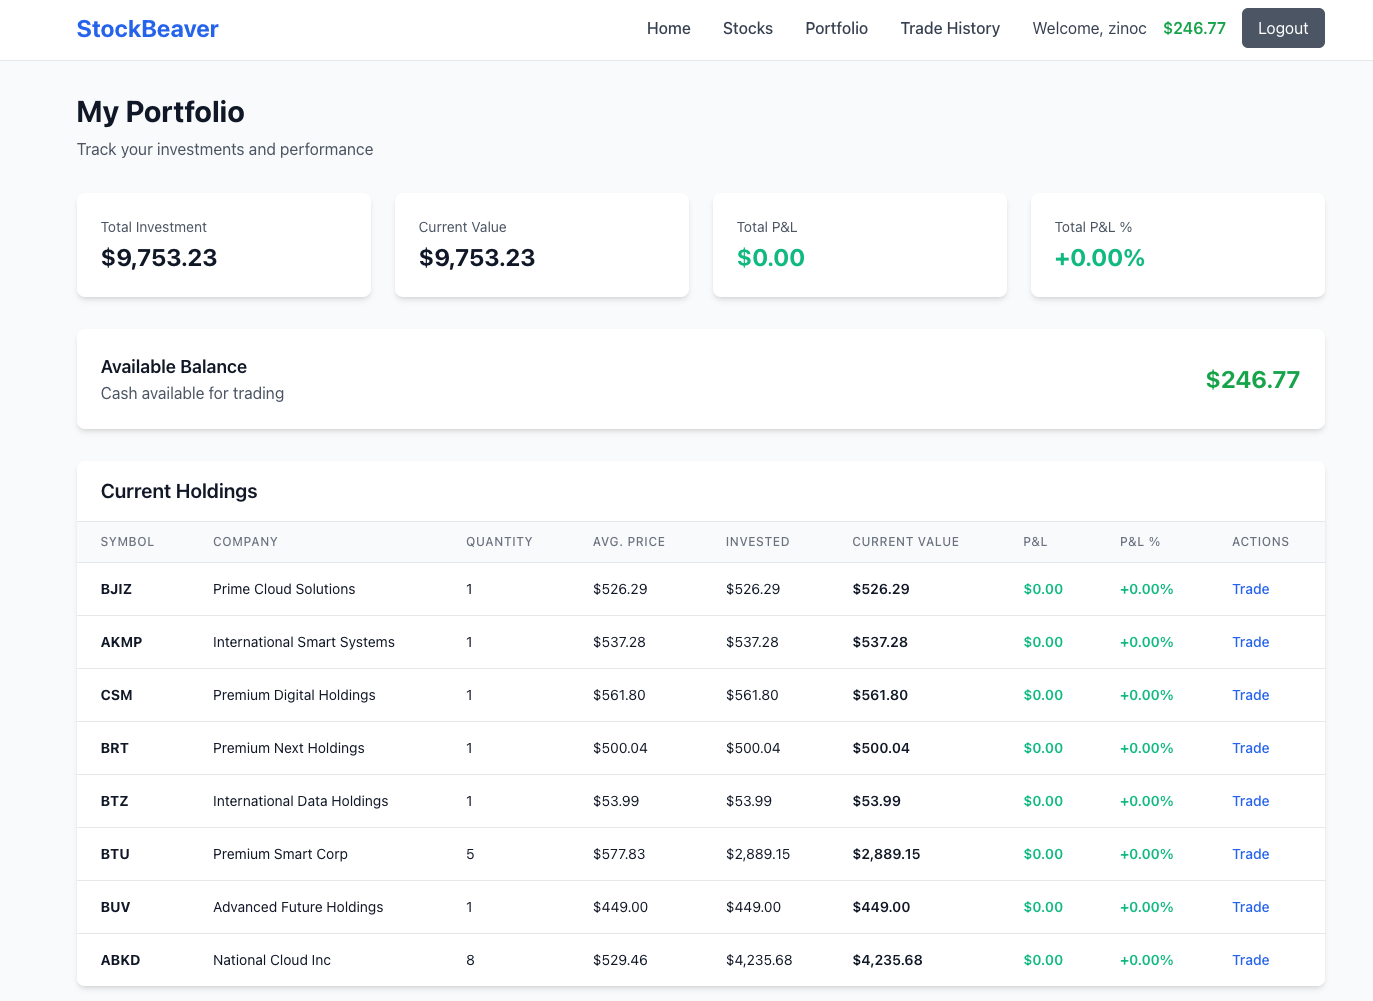 StockBeaver Home Stocks Portfolio Trade History Welcome, zinoc $246.77 Logout
My Portfolio
Track your investments and performance
Total Investment Current Value Total P&L Total P&L %
$9,753.23 $9,753.23 $0.00 +0.00%
Available Balance
Cash available for trading
$246.77
Current Holdings
SYMBOL COMPANY QUANTITY AVG. PRICE INVESTED CURRENT VALUE P&L P&L % ACTIONS
BJIZ Prime Cloud Solutions 1 $526.29 $526.29 $526.29 $0.00 +0.00% Trade
AKMP International Smart Systems 1 $537.28 $537.28 $537.28 $0.00 +0.00% Trade
CSM Premium Digital Holdings 1 $561.80 $561.80 $561.80 $0.00 +0.00% Trade
BRT Premium Next Holdings 1 $500.04 $500.04 $500.04 $0.00 +0.00% Trade
BTZ International Data Holdings 1 $53.99 $53.99 $53.99 $0.00 +0.00% Trade
BTU Premium Smart Corp 5 $577.83 $2,889.15 $2,889.15 $0.00 +0.00% Trade
BUV Advanced Future Holdings 1 $449.00 $449.00 $449.00 $0.00 +0.00% Trade
ABKD National Cloud Inc 8 $529.46 $4,235.68 $4,235.68 $0.00 +0.00% Trade